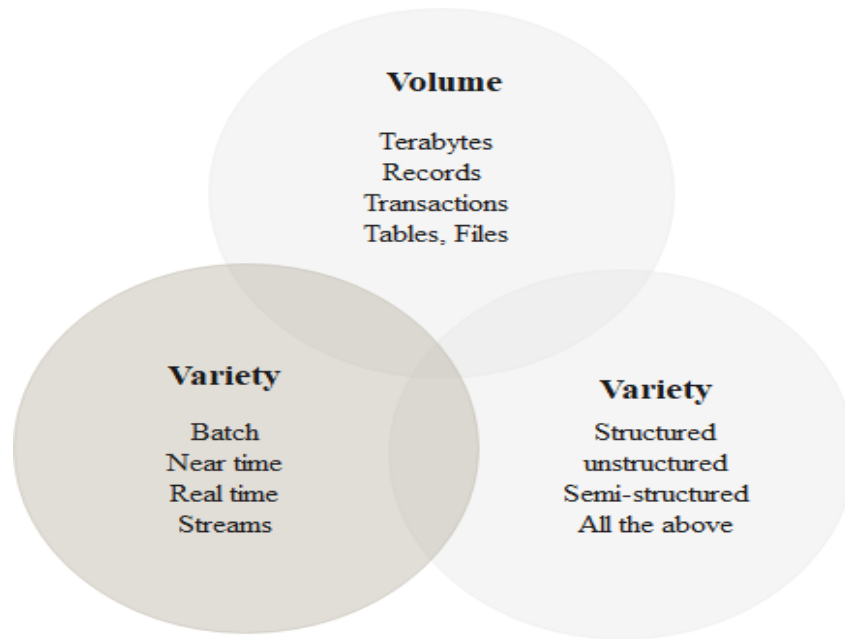 Volume
Terabytes
Records
Transactions
Tables, Files
Variety
Batch
Near time
Real time
Streams
Variety
Structured
unstructured
Semi-structured
All the above